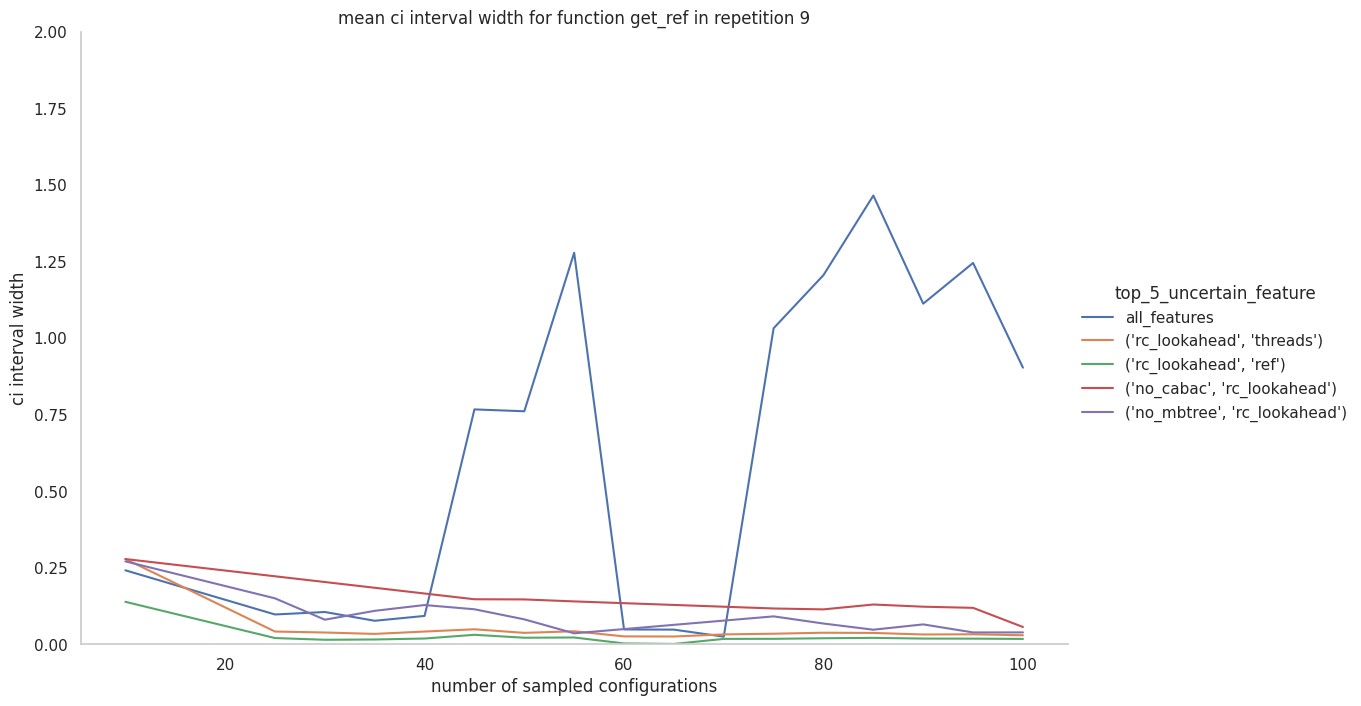 mean ci interval width for function get_ref in repetition 9
2.00
1.75
1.50
1.25
1.00
0.75
0.50
0.25
0.00
ci interval width
20
40
60
80
100
number of sampled configurations
top_5_uncertain_feature
all_features
('rc_lookahead', 'threads')
('rc_lookahead', 'ref')
('no_cabac', 'rc_lookahead')
('no_mbtree', 'rc_lookahead')